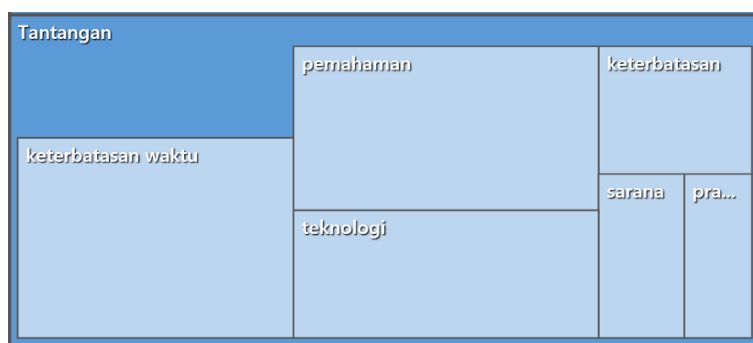 Tantangan
pemahaman
keterbatasan
keterbatasan waktu
sarana
pra...
teknologi